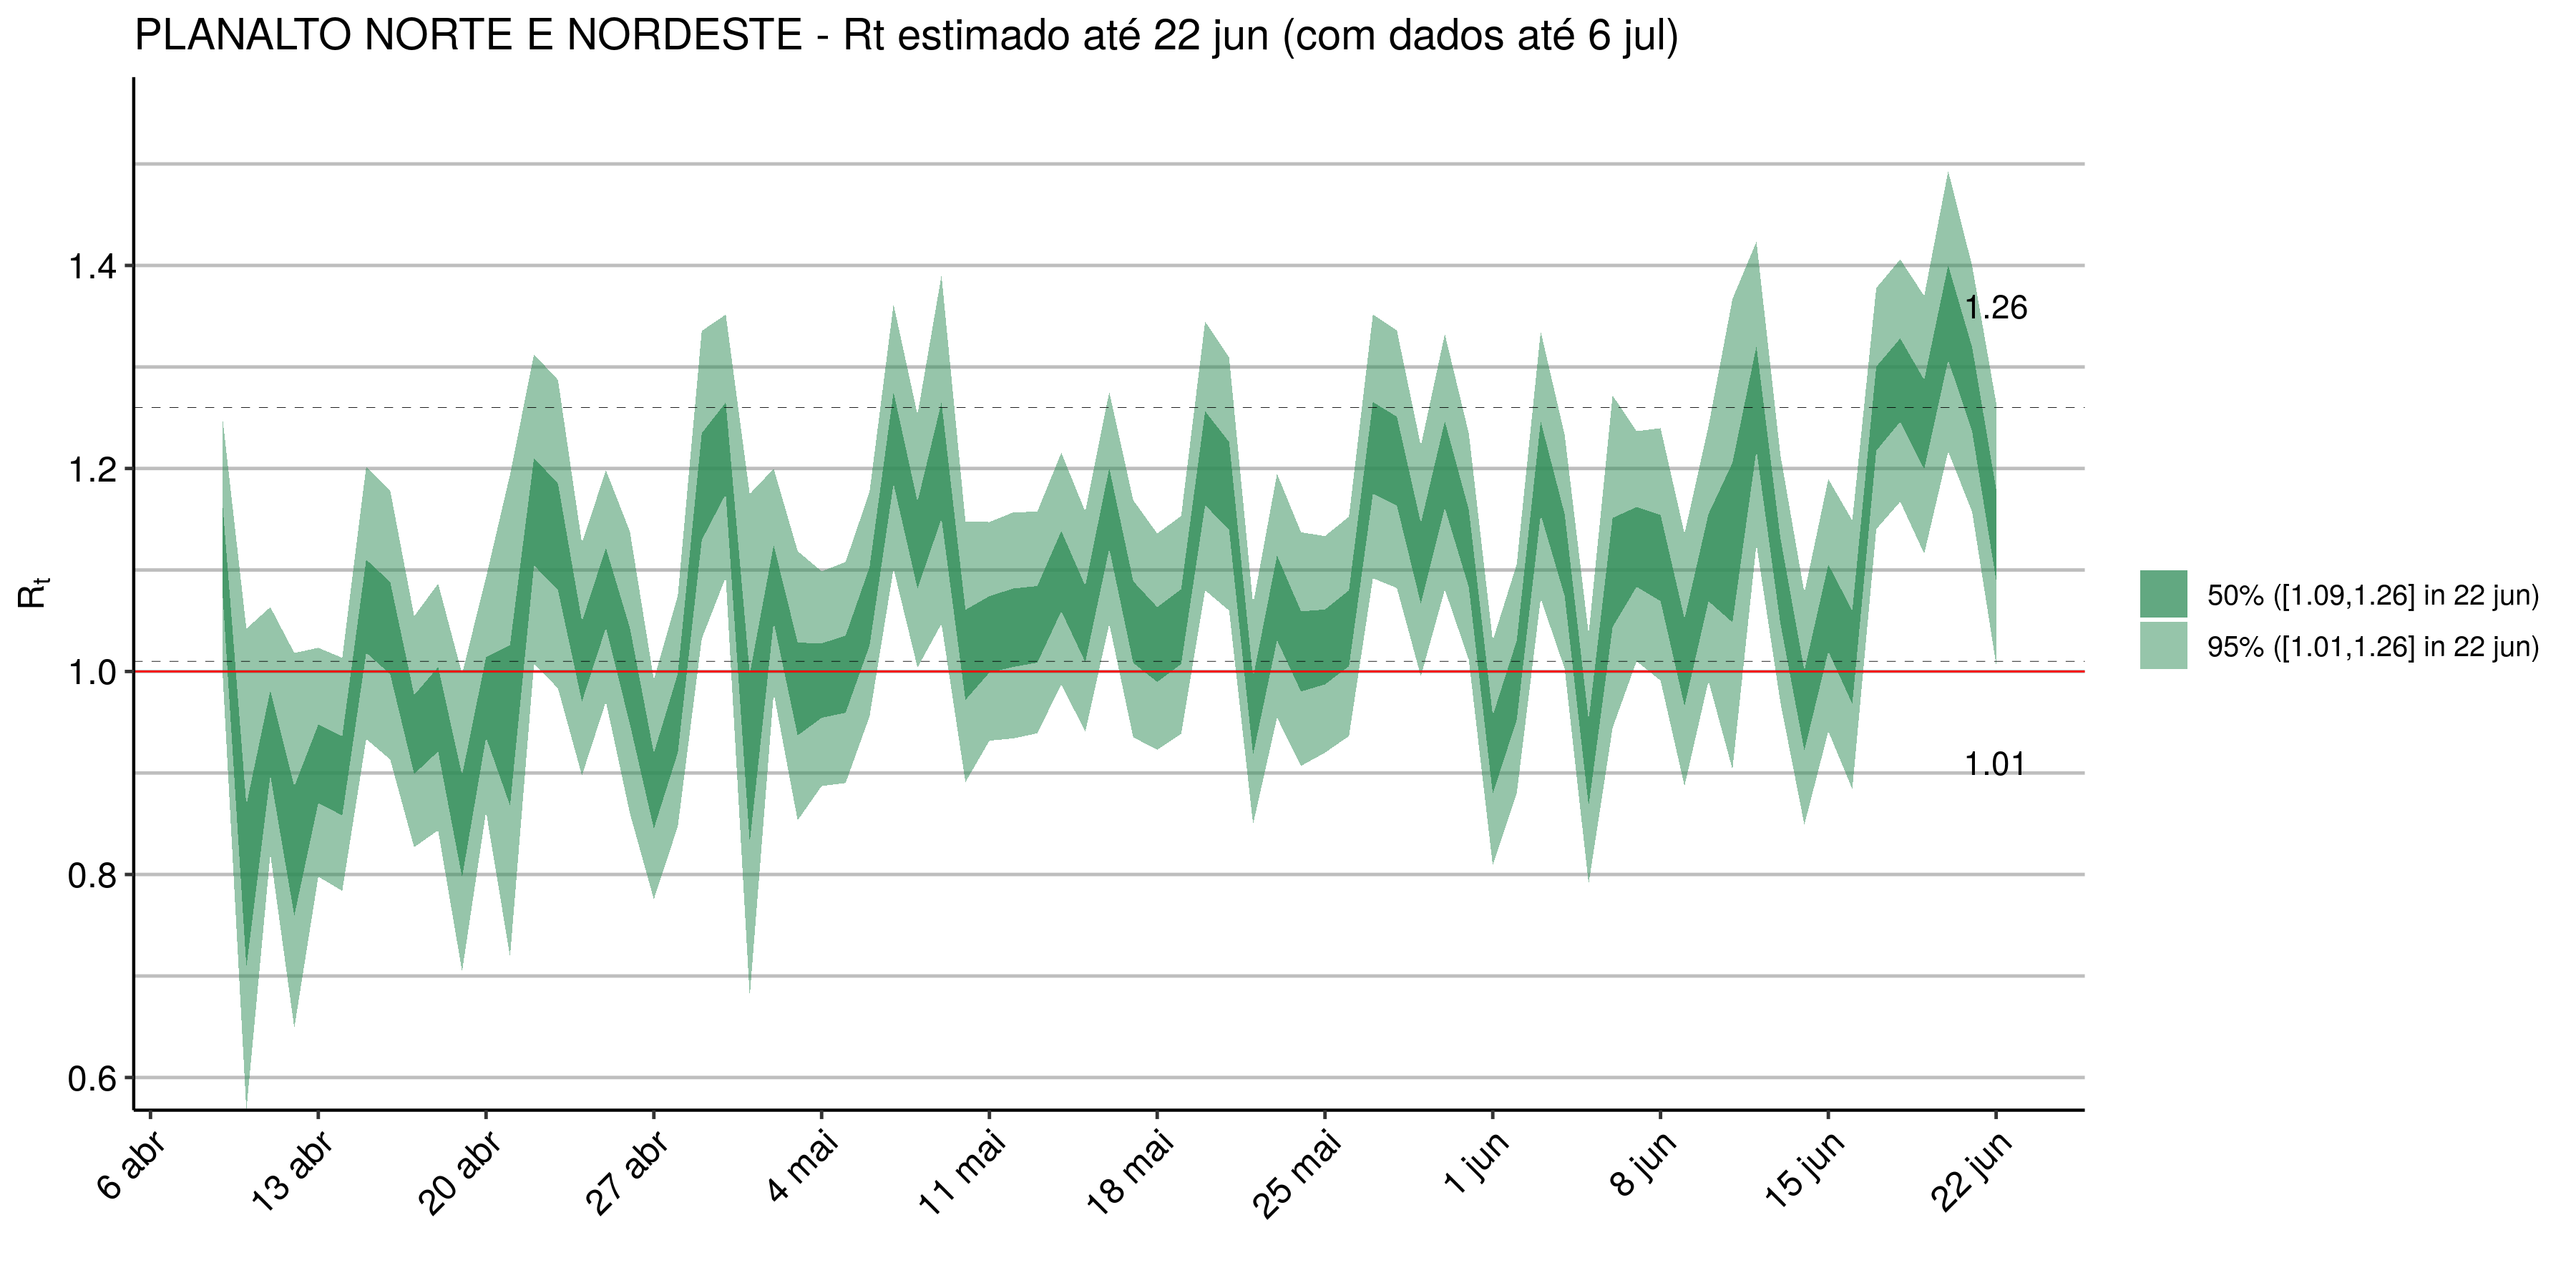 PLANALTO NORTE E NORDESTE - Rt estimado até 22 jun (com dados até 6 jul)
1.4
1.2
1.0
0.8
0.6
Rt
1.26
1.01
6 abr
13 abr
20 abr
27 abr
4 mai
11 mai
18 mai
25 mai
1 jun
8 jun
15 jun
22 jun
50% ([1.09,1.26] in 22 jun)
95% ([1.01,1.26] in 22 jun)